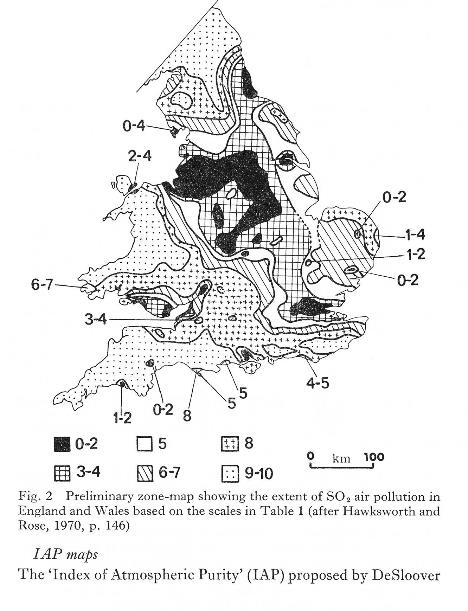 0-4
2-4
0-2
1-4
1-2
0-2
6-7
3-4
4-5
5
5
8
0-2
1-2
0-2 5 8
3-4 6-7 9-10
0 km 100
Fig. 2 Preliminary zone-map showing the extent of SO₂ air pollution in
England and Wales based on the scales in Table 1 (after Hawksworth and
Rose, 1970, p. 146)
IAP maps
The ‘Index of Atmospheric Purity’ (IAP) proposed by DeSloover